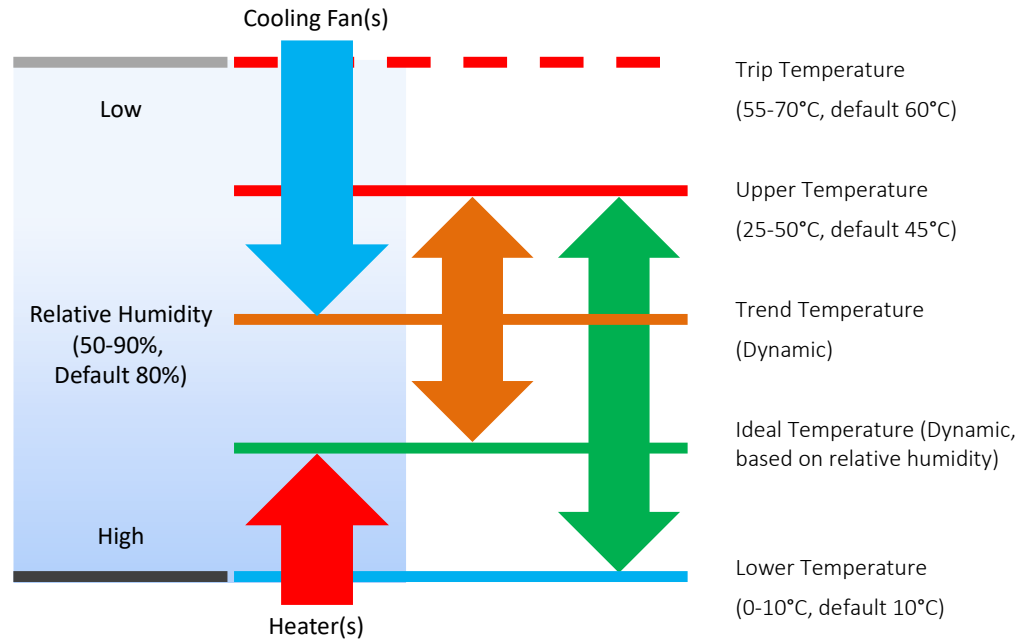 Cooling Fan(s)
Low
Relative Humidity
(50-90%,
Default 80%)
High
Heater(s)
Trip Temperature
(55-70°C, default 60°C)
Upper Temperature
(25-50°C, default 45°C)
Trend Temperature
(Dynamic)
Ideal Temperature (Dynamic,
based on relative humidity)
Lower Temperature
(0-10°C, default 10°C)